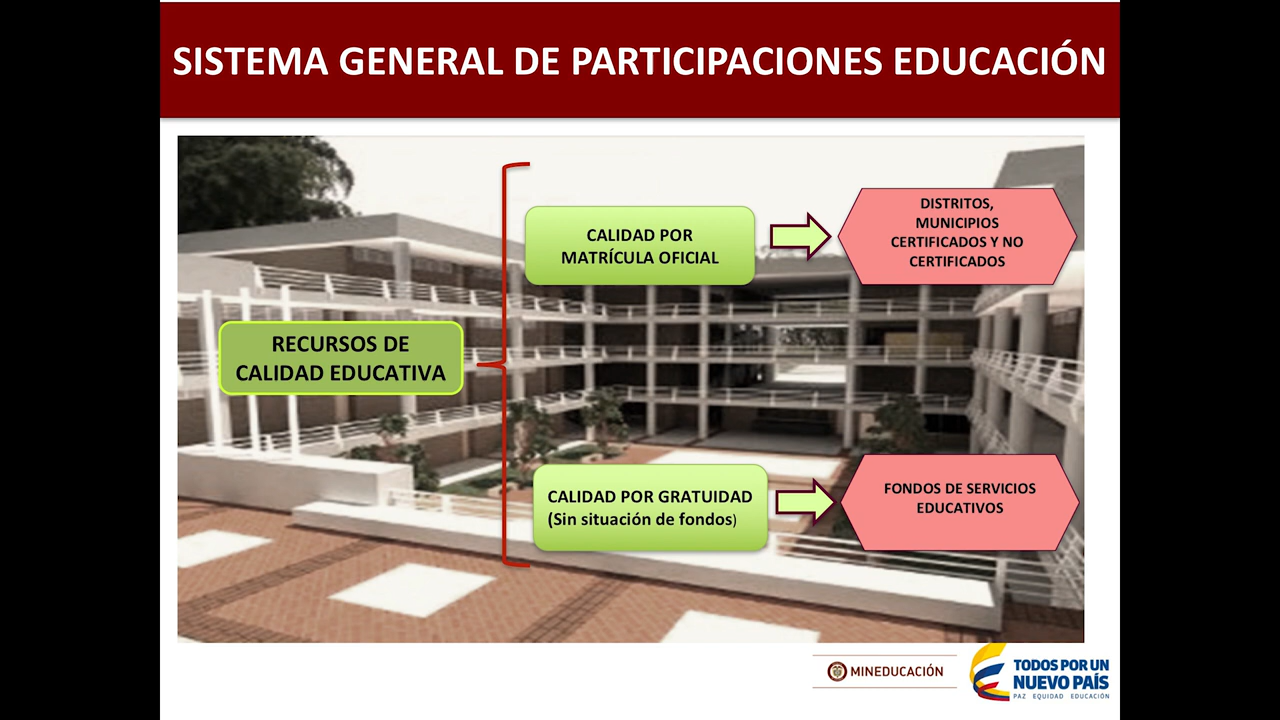 SISTEMA GENERAL DE PARTICIPACIONES EDUCACIÓN
CALIDAD POR
MATRÍCULA OFICIAL
DISTRITOS,
MUNICIPIOS
CERTIFICADOS Y NO
CERTIFICADOS
RECURSOS DE
CALIDAD EDUCATIVA
CALIDAD POR GRATUIDAD
(Sin situación de fondos)
FONDOS DE SERVICIOS
EDUCATIVOS
MINEDUCACIÓN
TODOS POR UN
NUEVO PAÍS
PAZ EQUIDAD EDUCACIÓN